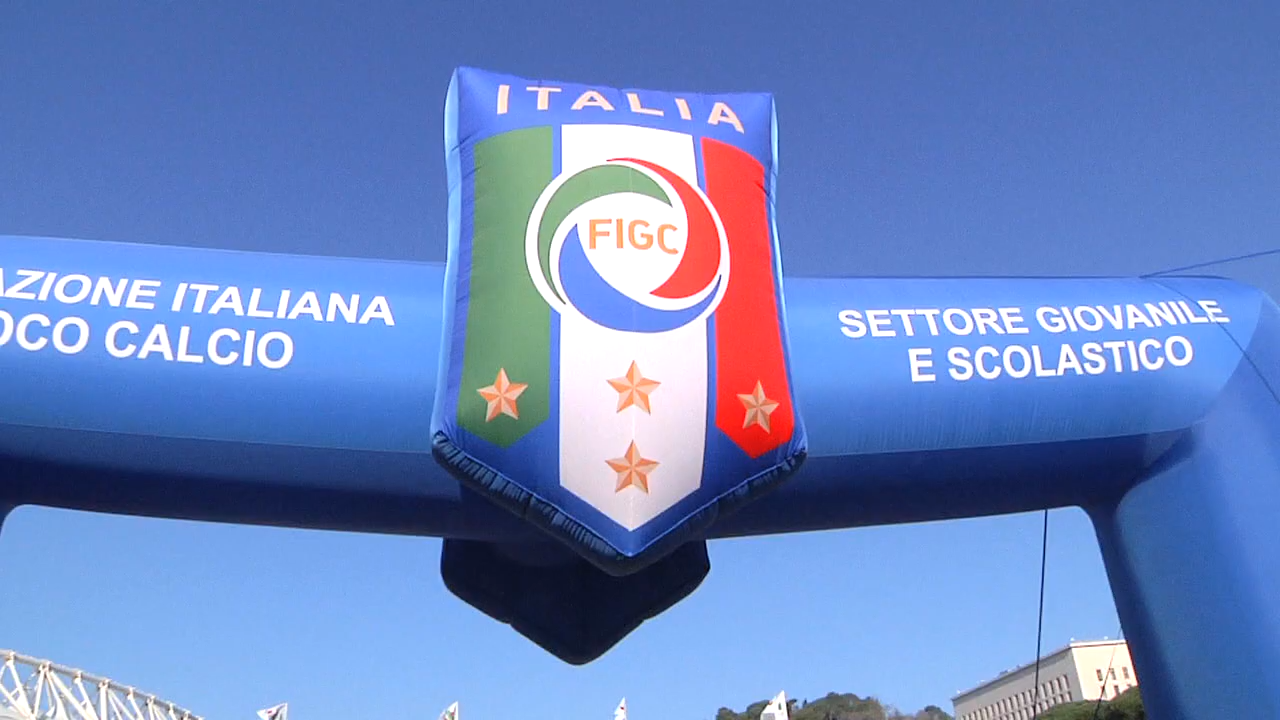 ITALIA
FIGC
AZIONE ITALIANA
OCO CALCIO
SETTORE GIOVANILE
E SCOLASTICO